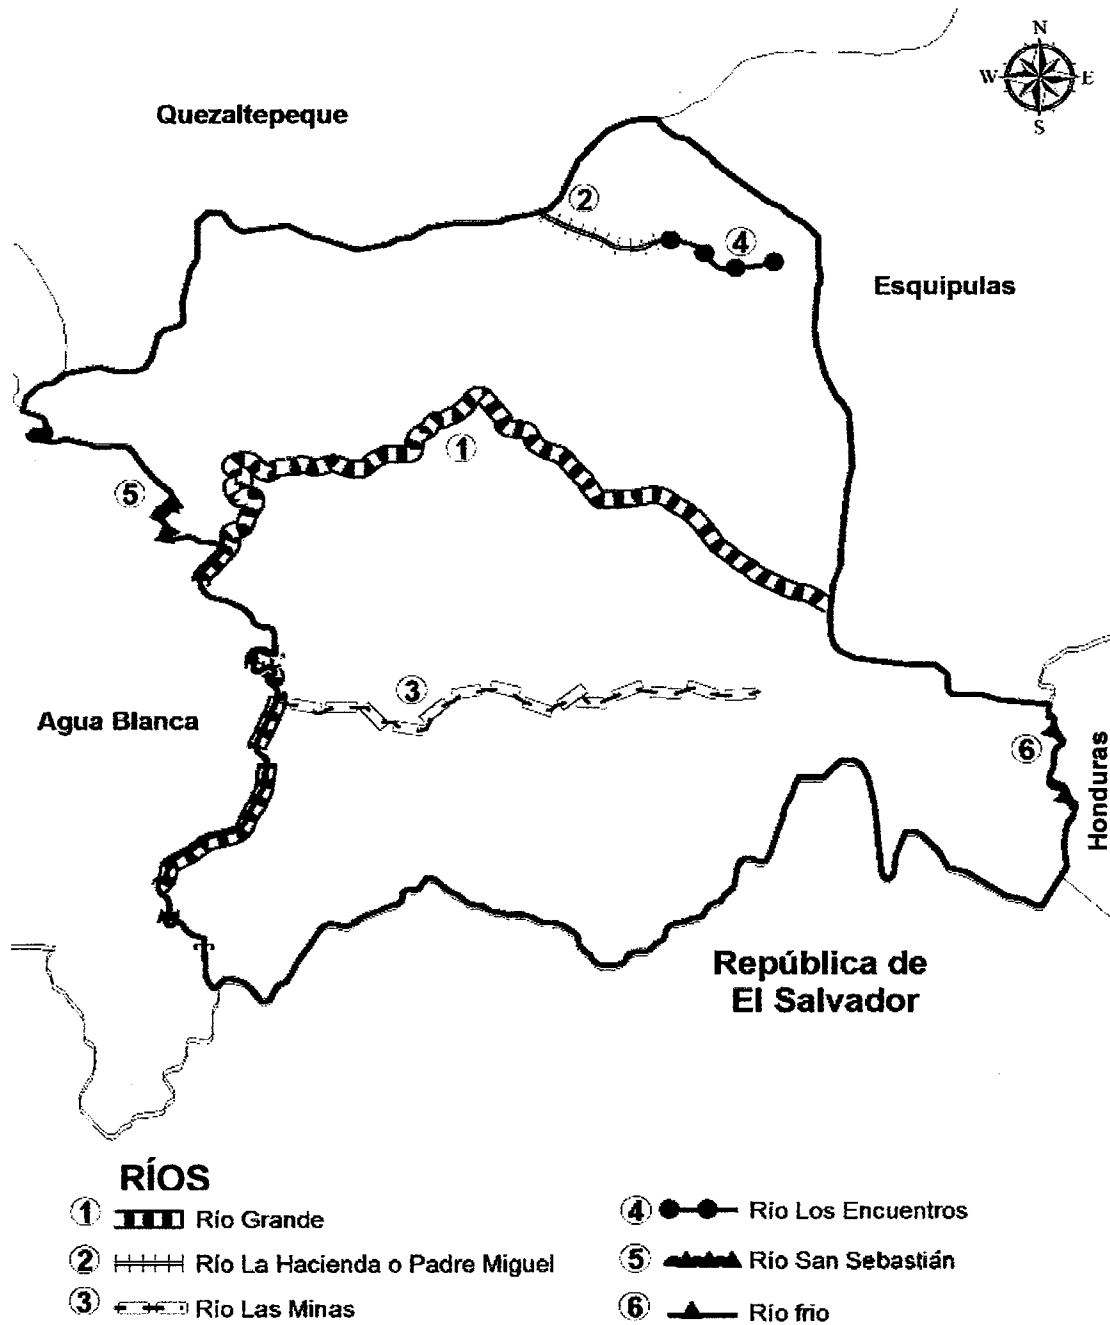 N
W E
S
Quezaltepeque
2
4
Esquipulas
1
5
3
Agua Blanca
6
Honduras
República de
El Salvador
RÍOS
1 Río Grande
2 Río La Hacienda o Padre Miguel
3 Río Las Minas
4 Río Los Encuentros
5 Río San Sebastián
6 Río frio